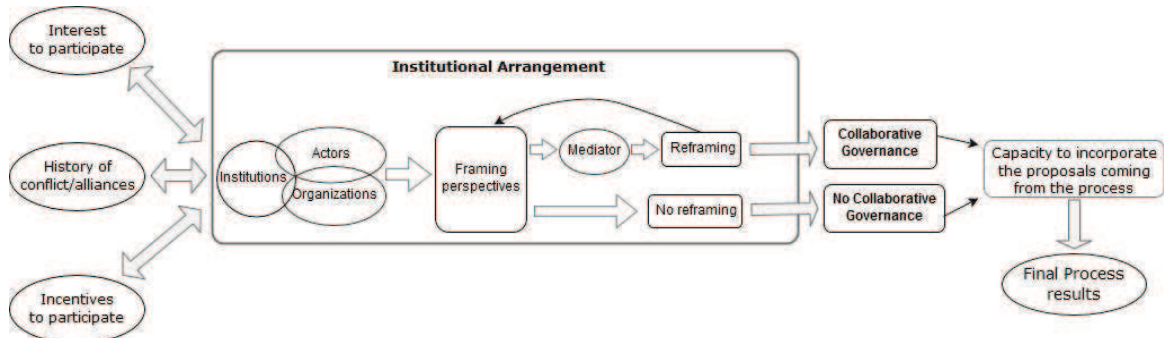 Interest
to participate
History of
conflict/alliances
Incentives
to participate
Institutional Arrangement
Institutions
Actors
Organizations
Framing
perspectives
Mediator
Reframing
No reframing
Collaborative
Governance
No Collaborative
Governance
Capacity to incorporate
the proposals coming
from the process
Final Process
results